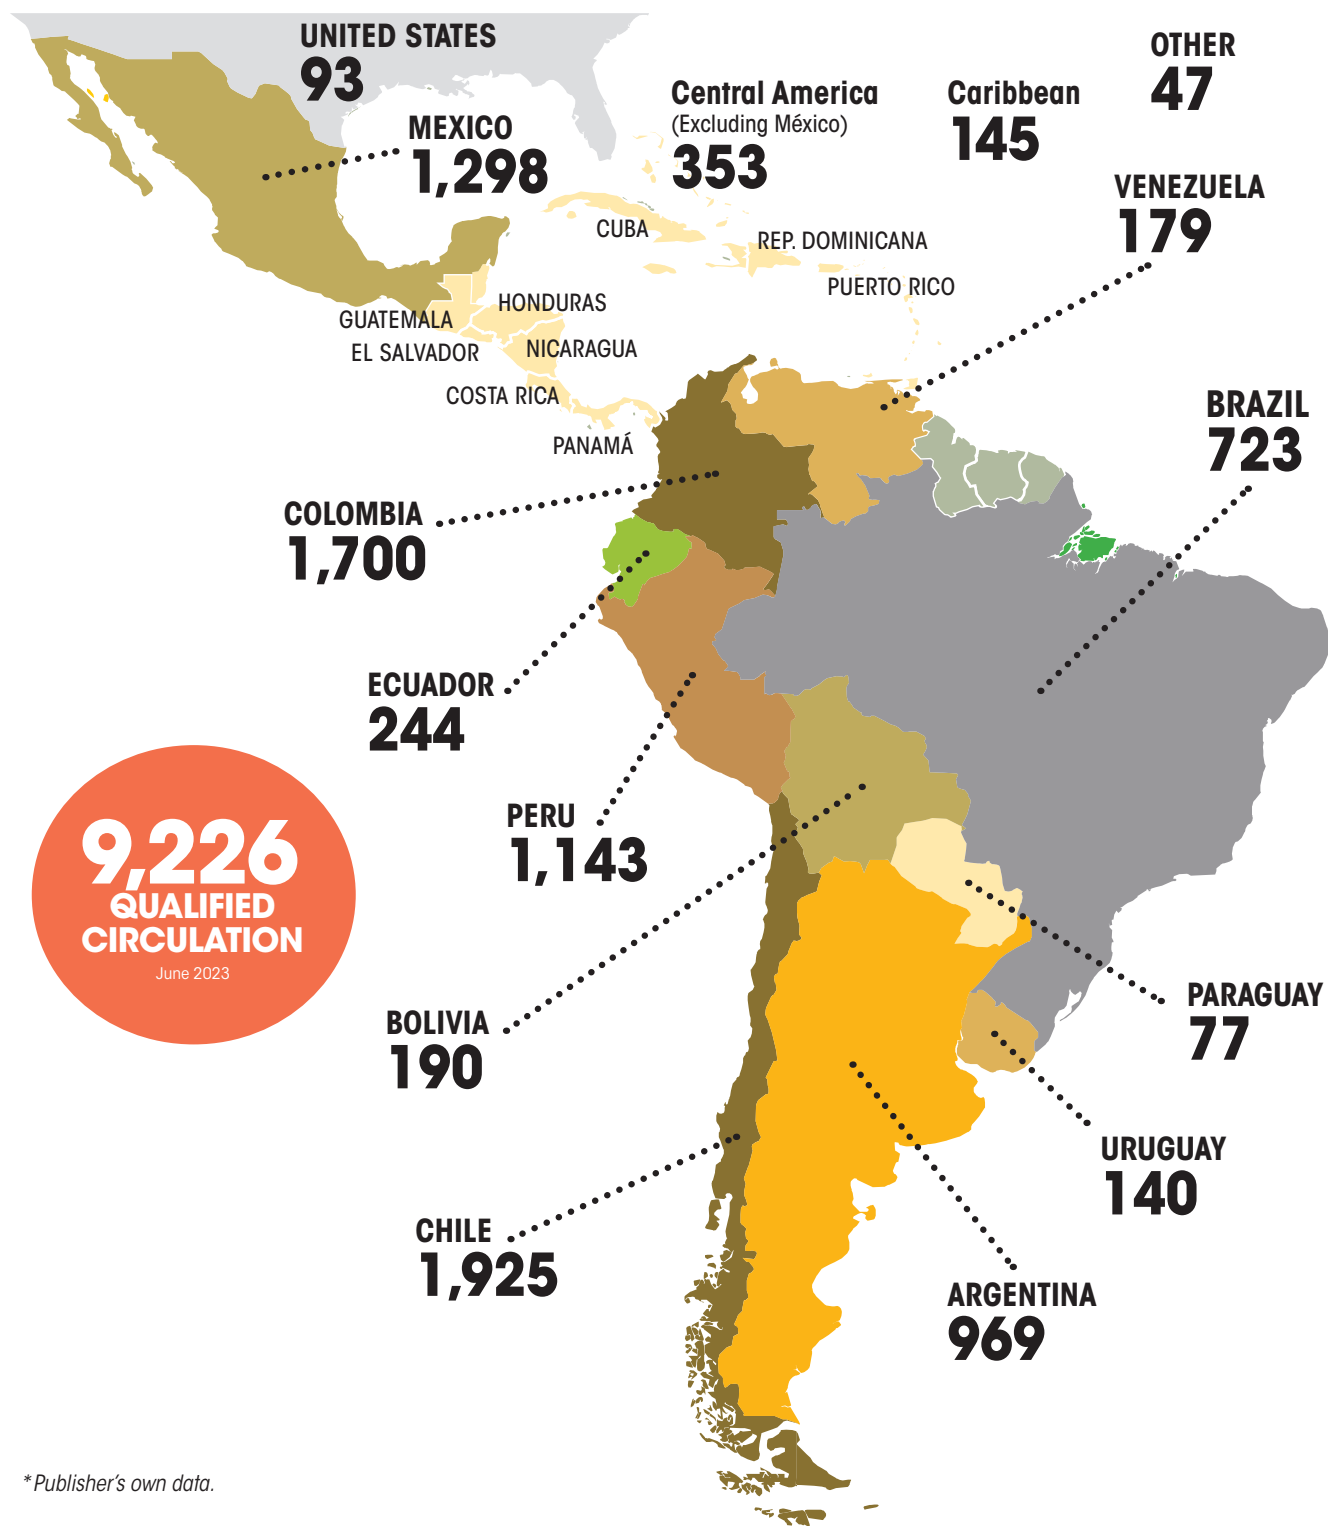 UNITED STATES
93
OTHER
47
Central America
(Excluding México)
353
Caribbean
145
MEXICO
1,298
VENEZUELA
179
CUBA
REP. DOMINICANA
PUERTO RICO
HONDURAS
GUATEMALA
EL SALVADOR
NICARAGUA
COSTA RICA
PANAMÁ
BRAZIL
723
COLOMBIA
1,700
ECUADOR
244
PERU
1,143
9,226
QUALIFIED
CIRCULATION
June 2023
BOLIVIA
190
PARAGUAY
77
URUGUAY
140
CHILE
1,925
ARGENTINA
969
*Publisher's own data.